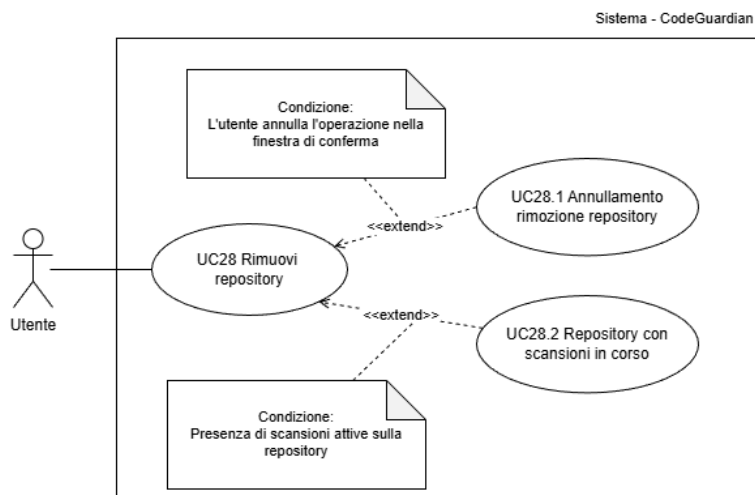 Sistema - CodeGuardian
Condizione:
L'utente annulla l'operazione nella
finestra di conferma
UC28.1 Annullamento
rimozione repository
<<extend>>
UC28 Rimuovi
repository
Utente
<<extend>>
UC28.2 Repository con
scansioni in corso
Condizione:
Presenza di scansioni attive sulla
repository